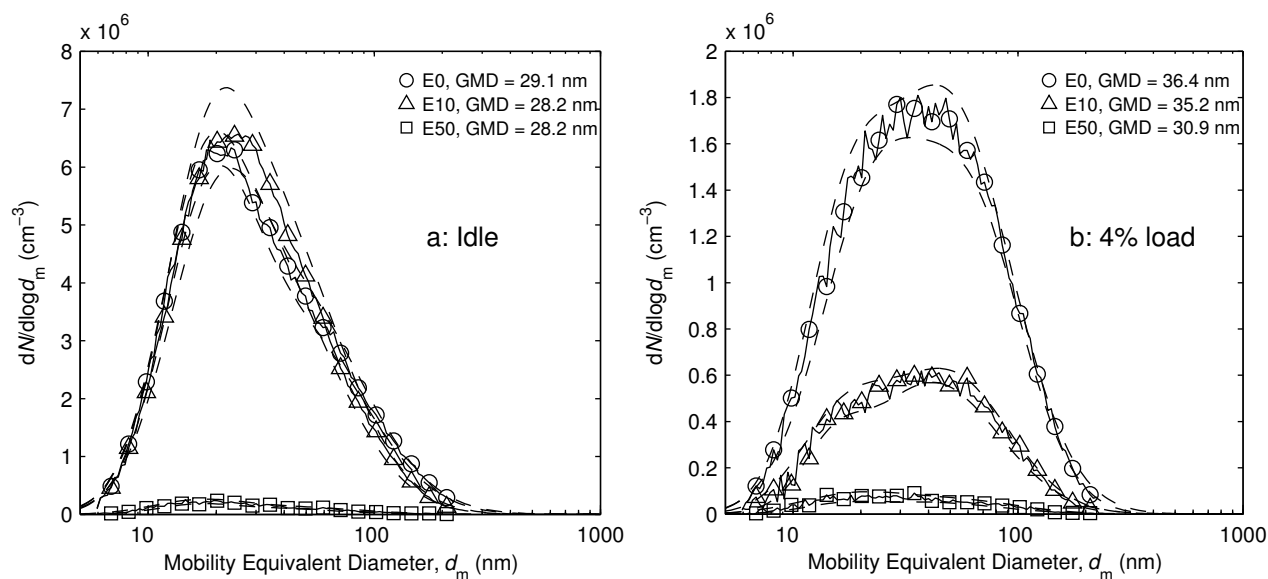 x 10⁶
8
7
6
5
4
3
2
1
0
10
100
1000
dN/dlogd_m (cm⁻³)
Mobility Equivalent Diameter, d_m (nm)
E0, GMD = 29.1 nm
E10, GMD = 28.2 nm
E50, GMD = 28.2 nm
a: Idle
x 10⁶
2
1.8
1.6
1.4
1.2
1
0.8
0.6
0.4
0.2
0
10
100
1000
dN/dlogd_m (cm⁻³)
Mobility Equivalent Diameter, d_m (nm)
E0, GMD = 36.4 nm
E10, GMD = 35.2 nm
E50, GMD = 30.9 nm
b: 4% load